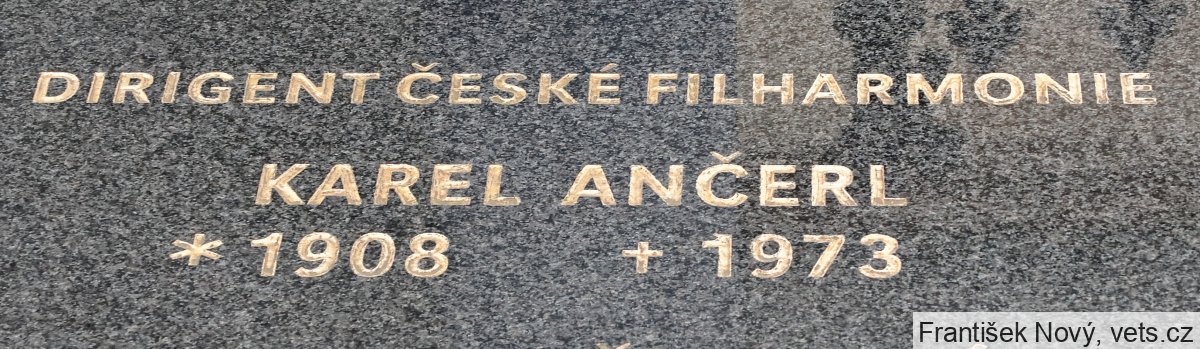 DIRIGENT ČESKÉ FILHARMONIE
KAREL ANČERL
* 1908 + 1973
František Nový, vets.cz